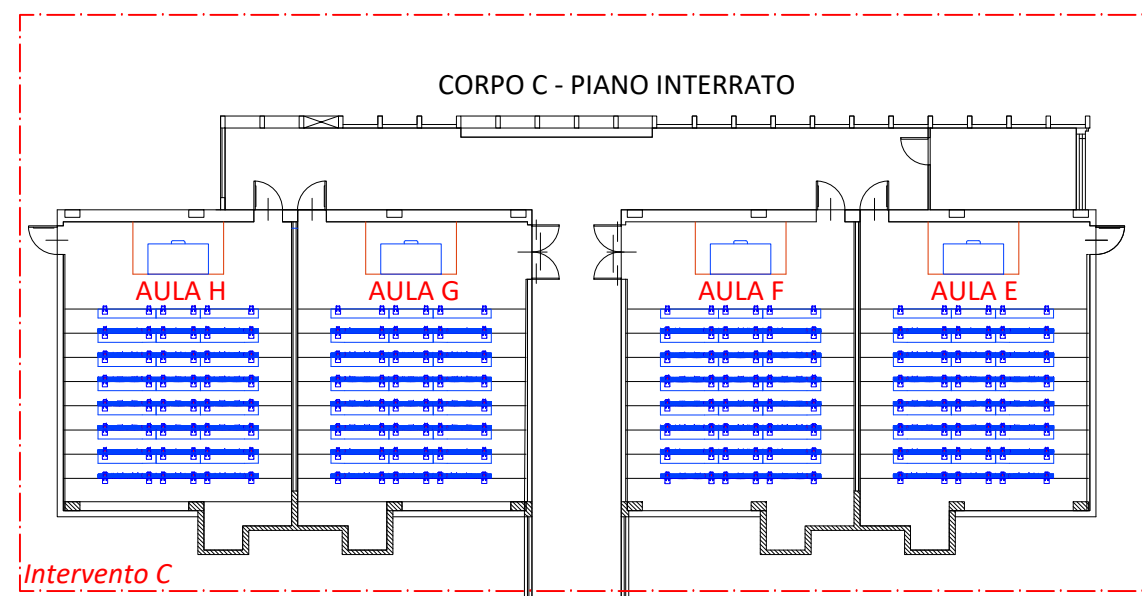 CORPO C - PIANO INTERRATO
AULA H
AULA G
AULA F
AULA E
Intervento C